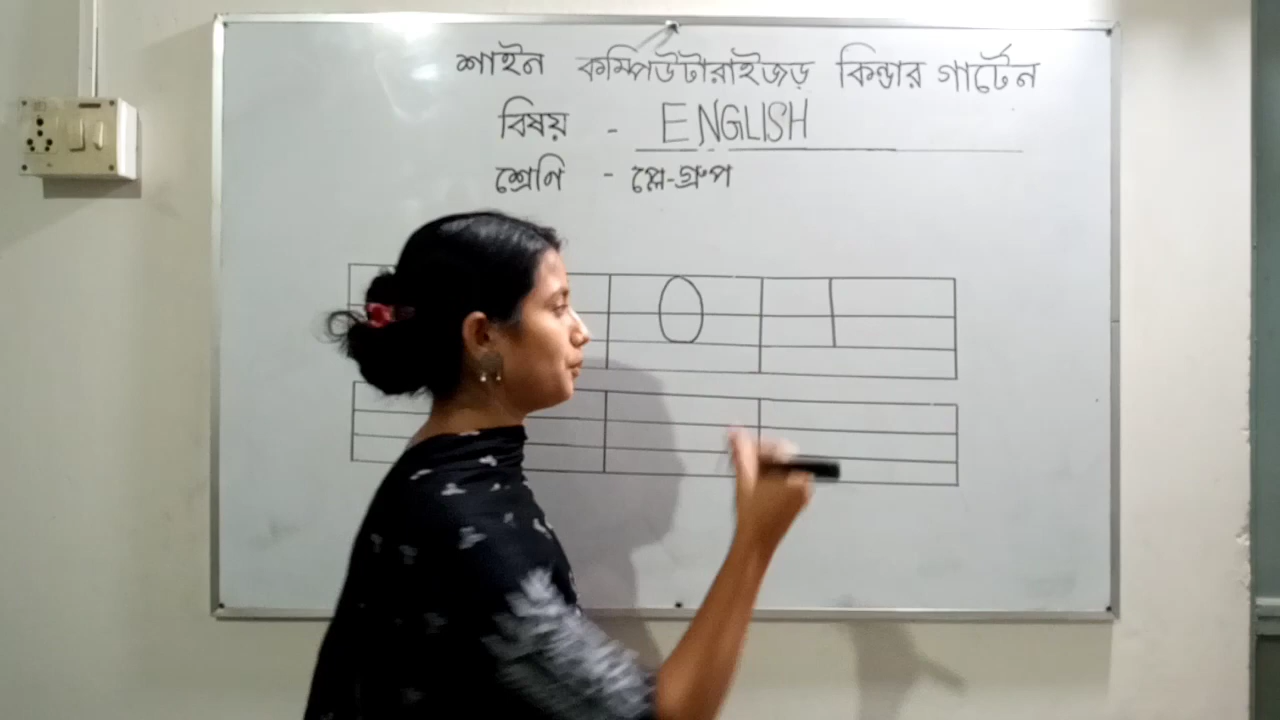 শাইন কম্পিউটারাইজড় কিন্ডার গার্টেন
বিষয় - ENGLISH
শ্রেণি - প্লে-গ্রুপ
O